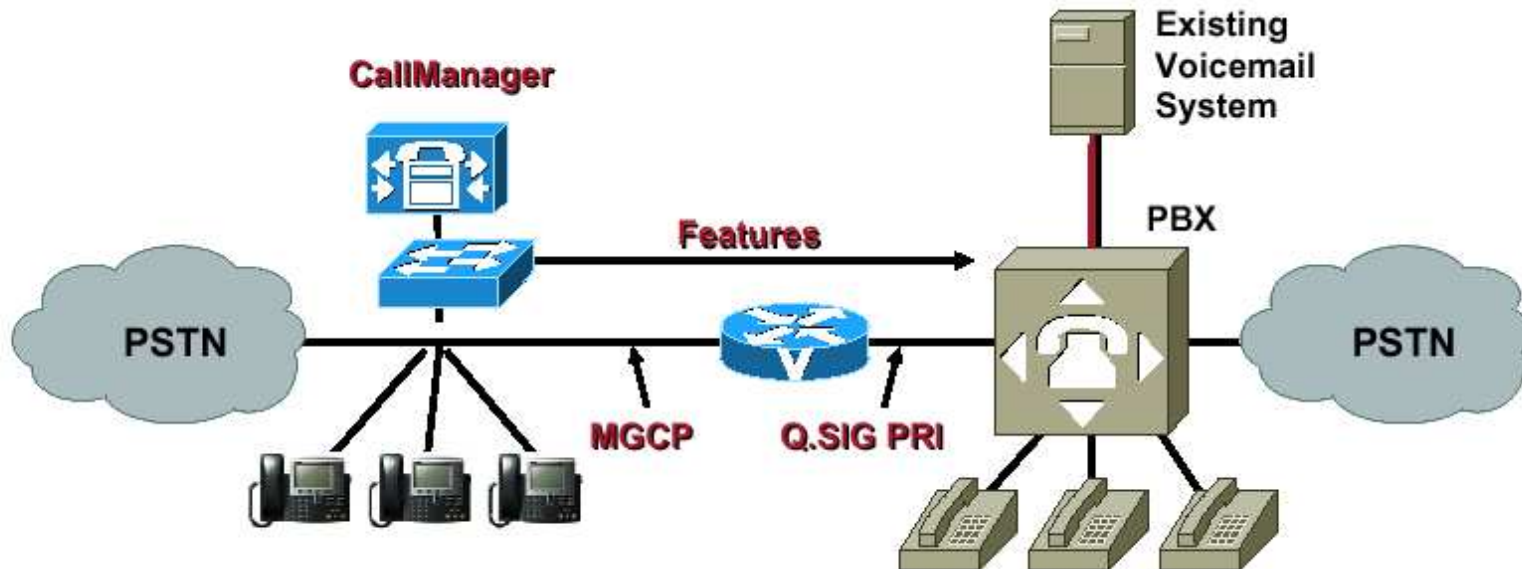 Existing
Voicemail
System
CallManager
PBX
Features
PSTN
PSTN
MGCP
Q.SIG PRI
V